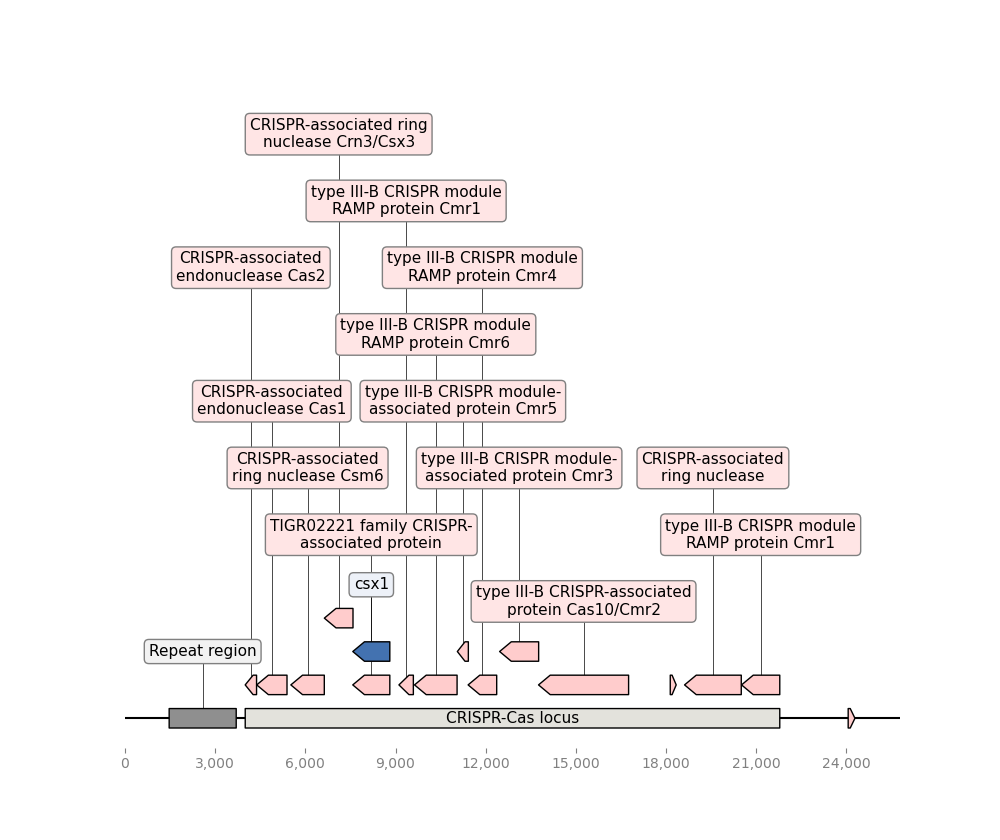 CRISPR-associated ring
nuclease Crn3/Csx3
type III-B CRISPR module
RAMP protein Cmr1
CRISPR-associated
endonuclease Cas2
type III-B CRISPR module
RAMP protein Cmr4
type III-B CRISPR module
RAMP protein Cmr6
CRISPR-associated
endonuclease Cas1
type III-B CRISPR module-
associated protein Cmr5
CRISPR-associated
ring nuclease Csm6
type III-B CRISPR module-
associated protein Cmr3
CRISPR-associated
ring nuclease
TIGR02221 family CRISPR-
associated protein
type III-B CRISPR module
RAMP protein Cmr1
csx1
type III-B CRISPR-associated
protein Cas10/Cmr2
Repeat region
CRISPR-Cas locus
0 3,000 6,000 9,000 12,000 15,000 18,000 21,000 24,000